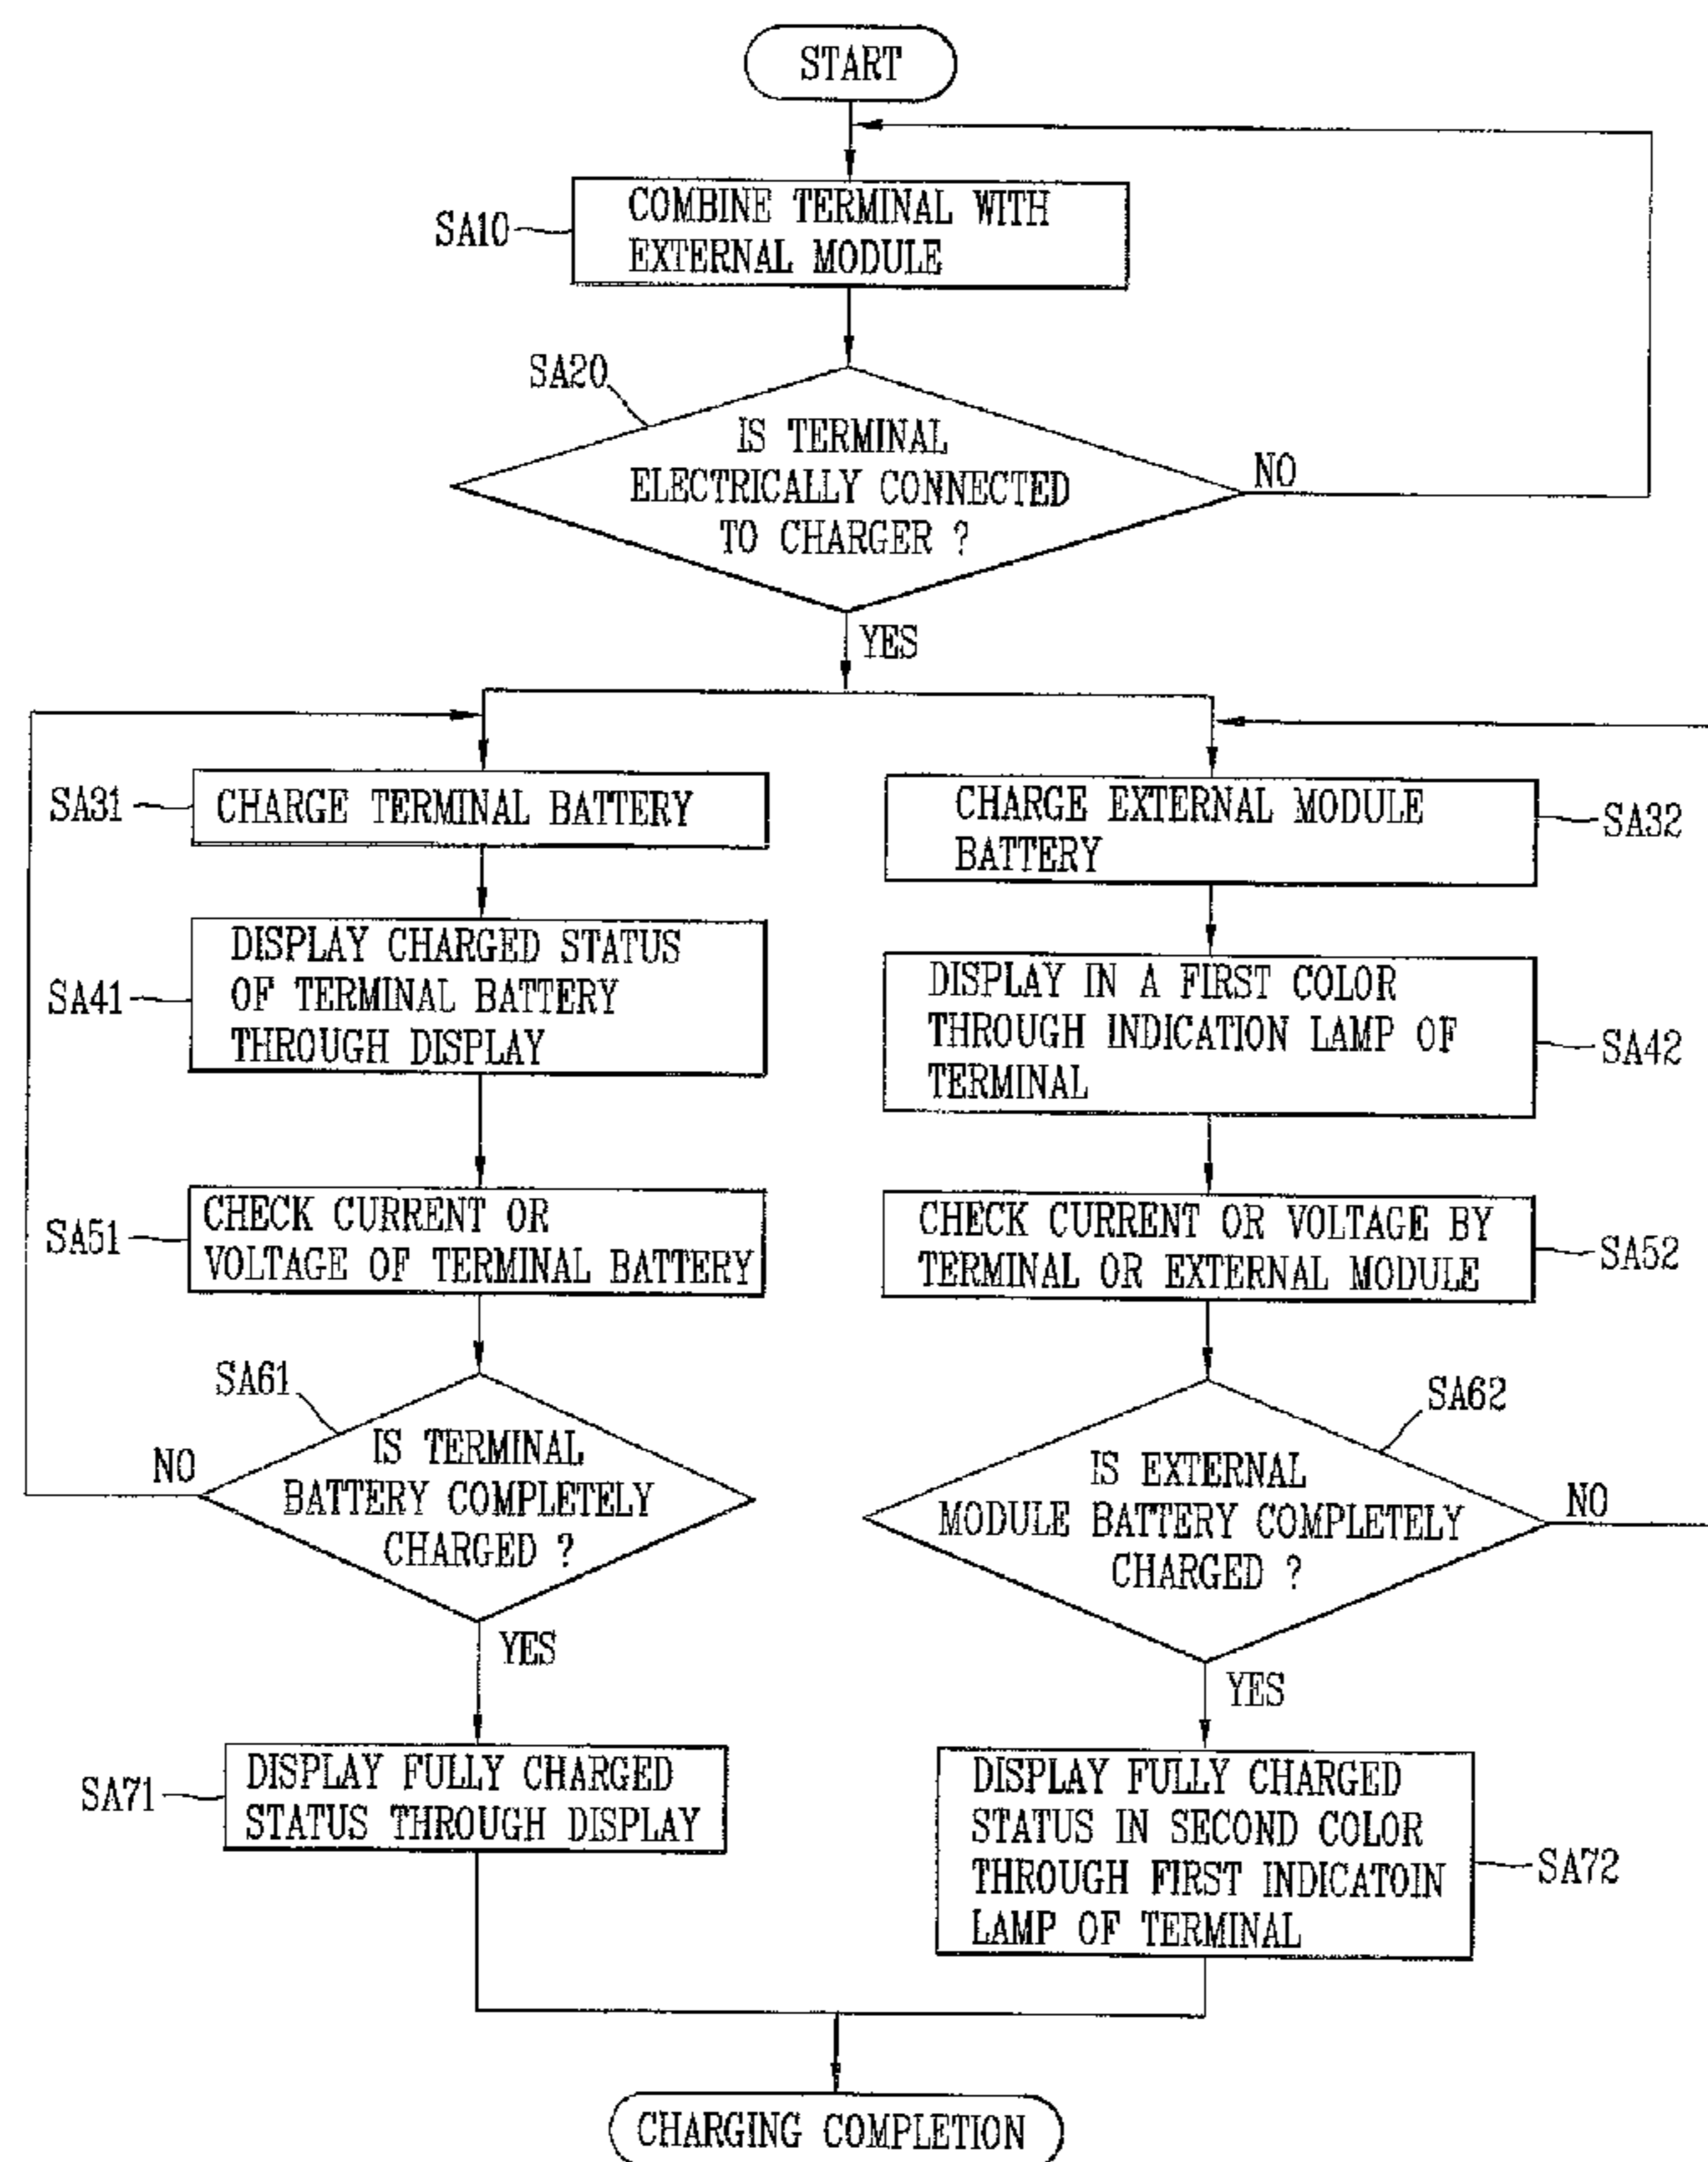 START
SA10
COMBINE TERMINAL WITH
EXTERNAL MODULE
SA20
IS TERMINAL
ELECTRICALLY CONNECTED
TO CHARGER ?
NO
YES
SA31
CHARGE TERMINAL BATTERY
SA41
DISPLAY CHARGED STATUS
OF TERMINAL BATTERY
THROUGH DISPLAY
SA51
CHECK CURRENT OR
VOLTAGE OF TERMINAL BATTERY
SA61
IS TERMINAL
BATTERY COMPLETELY
CHARGED ?
NO
YES
SA71
DISPLAY FULLY CHARGED
STATUS THROUGH DISPLAY
CHARGE EXTERNAL MODULE
BATTERY
SA32
DISPLAY IN A FIRST COLOR
THROUGH INDICATION LAMP OF
TERMINAL
SA42
CHECK CURRENT OR VOLTAGE BY
TERMINAL OR EXTERNAL MODULE
SA52
SA62
IS EXTERNAL
MODULE BATTERY COMPLETELY
CHARGED ?
NO
YES
DISPLAY FULLY CHARGED
STATUS IN SECOND COLOR
THROUGH FIRST INDICATOIN
LAMP OF TERMINAL
SA72
CHARGING COMPLETION